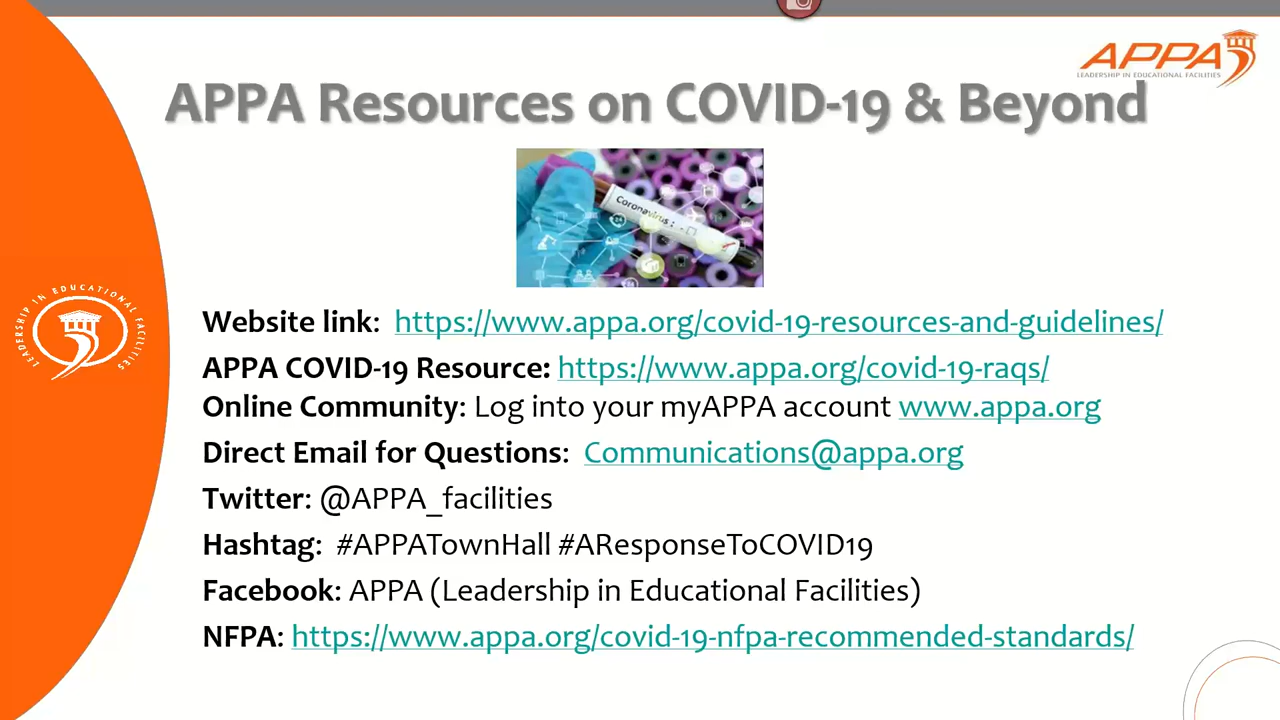 APPA
LEADERSHIP IN EDUCATIONAL FACILITIES
APPA Resources on COVID-19 & Beyond
Coronavirus :
LEADERSHIP IN EDUCATIONAL FACILITIES
Website link: https://www.appa.org/covid-19-resources-and-guidelines/
APPA COVID-19 Resource: https://www.appa.org/covid-19-raqs/
Online Community: Log into your myAPPA account www.appa.org
Direct Email for Questions: Communications@appa.org
Twitter: @APPA_facilities
Hashtag: #APPATownHall #AResponseToCOVID19
Facebook: APPA (Leadership in Educational Facilities)
NFPA: https://www.appa.org/covid-19-nfpa-recommended-standards/